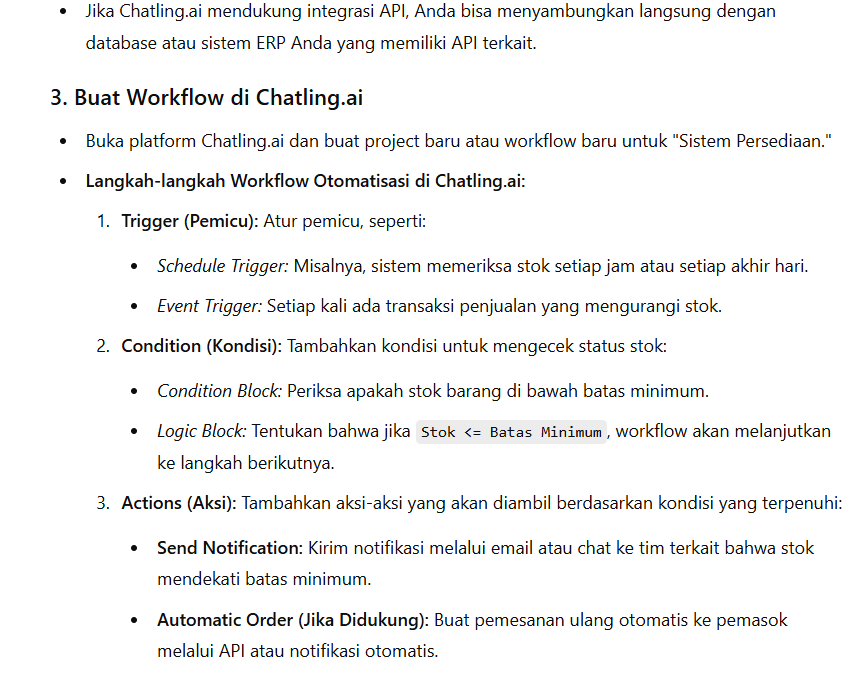 • Jika Chatling.ai mendukung integrasi API, Anda bisa menyambungkan langsung dengan
database atau sistem ERP Anda yang memiliki API terkait.
3. Buat Workflow di Chatling.ai
• Buka platform Chatling.ai dan buat project baru atau workflow baru untuk "Sistem Persediaan."
• Langkah-langkah Workflow Otomatisasi di Chatling.ai:
1. Trigger (Pemicu): Atur pemicu, seperti:
• Schedule Trigger: Misalnya, sistem memeriksa stok setiap jam atau setiap akhir hari.
• Event Trigger: Setiap kali ada transaksi penjualan yang mengurangi stok.
2. Condition (Kondisi): Tambahkan kondisi untuk mengecek status stok:
• Condition Block: Periksa apakah stok barang di bawah batas minimum.
• Logic Block: Tentukan bahwa jika Stok <= Batas Minimum, workflow akan melanjutkan
ke langkah berikutnya.
3. Actions (Aksi): Tambahkan aksi-aksi yang akan diambil berdasarkan kondisi yang terpenuhi:
• Send Notification: Kirim notifikasi melalui email atau chat ke tim terkait bahwa stok
mendekati batas minimum.
• Automatic Order (Jika Didukung): Buat pemesanan ulang otomatis ke pemasok
melalui API atau notifikasi otomatis.